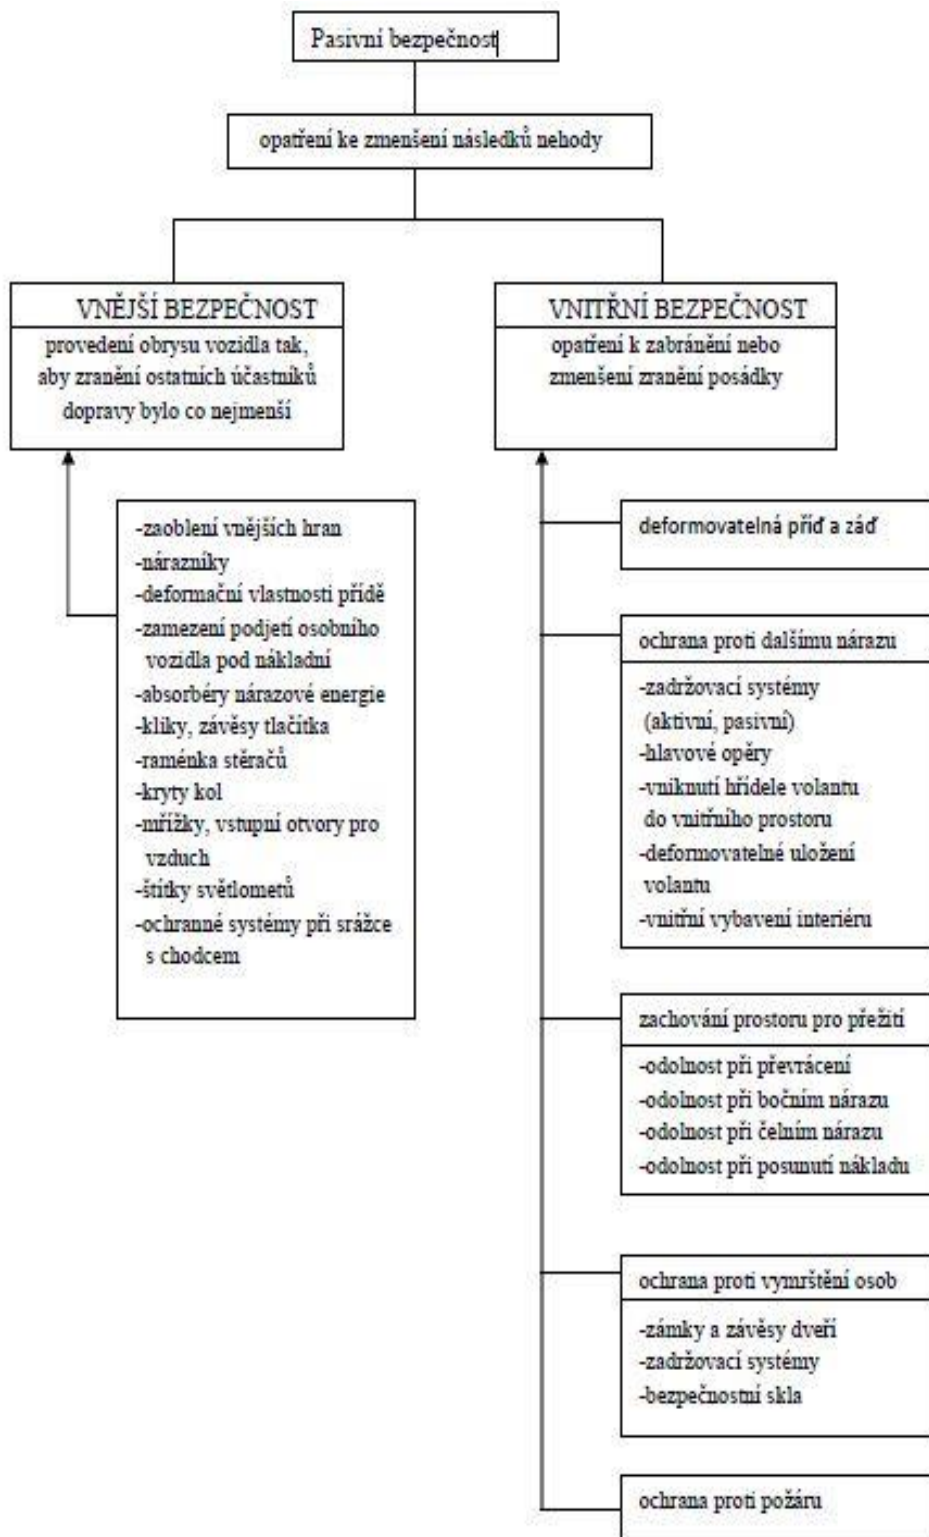 Pasivní bezpečnost
opatření ke zmenšení následků nehody
VNĚJŠÍ BEZPEČNOST
provedení obrysu vozidla tak,
aby zranění ostatních účastníků
dopravy bylo co nejmenší
-zaoblení vnějších hran
-nárazníky
-deformační vlastnosti přídě
-zamezení podjetí osobního
vozidla pod nákladní
-absorbéry nárazové energie
-kliky, závěsy tlačítka
-raménka stěračů
-kryty kol
-mřížky, vstupní otvory pro
vzduch
-štítky světlometů
-ochranné systémy při srážce
s chodcem
VNITŘNÍ BEZPEČNOST
opatření k zabránění nebo
zmenšení zranění posádky
deformovatelná příď a záď
ochrana proti dalšímu nárazu
-zadržovací systémy
(aktivní, pasivní)
-hlavové opěry
-vniknutí hřídele volantu
do vnitřního prostoru
-deformovatelné uložení
volantu
-vnitřní vybavení interiéru
zachování prostoru pro přežití
-odolnost při převrácení
-odolnost při bočním nárazu
-odolnost při čelním nárazu
-odolnost při posunutí nákladu
ochrana proti vymrštění osob
-zámky a závěsy dveří
-zadržovací systémy
-bezpečnostní skla
ochrana proti požáru